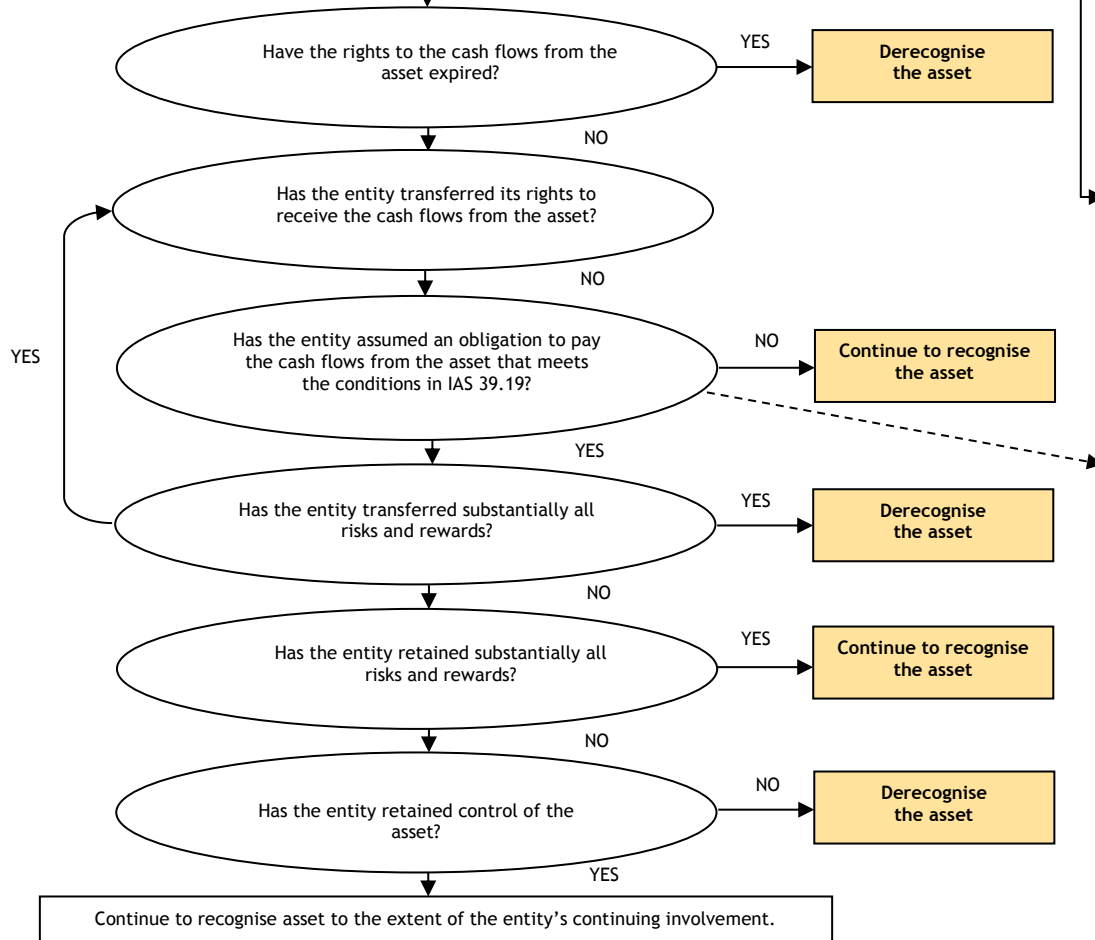 Have the rights to the cash flows from the
asset expired?
YES
Derecognise
the asset
NO
Has the entity transferred its rights to
receive the cash flows from the asset?
NO
Has the entity assumed an obligation to pay
the cash flows from the asset that meets
the conditions in IAS 39.19?
NO
Continue to recognise
the asset
YES
YES
Has the entity transferred substantially all
risks and rewards?
YES
Derecognise
the asset
NO
Has the entity retained substantially all
risks and rewards?
YES
Continue to recognise
the asset
NO
Has the entity retained control of the
asset?
NO
Derecognise
the asset
YES
Continue to recognise asset to the extent of the entity’s continuing involvement.